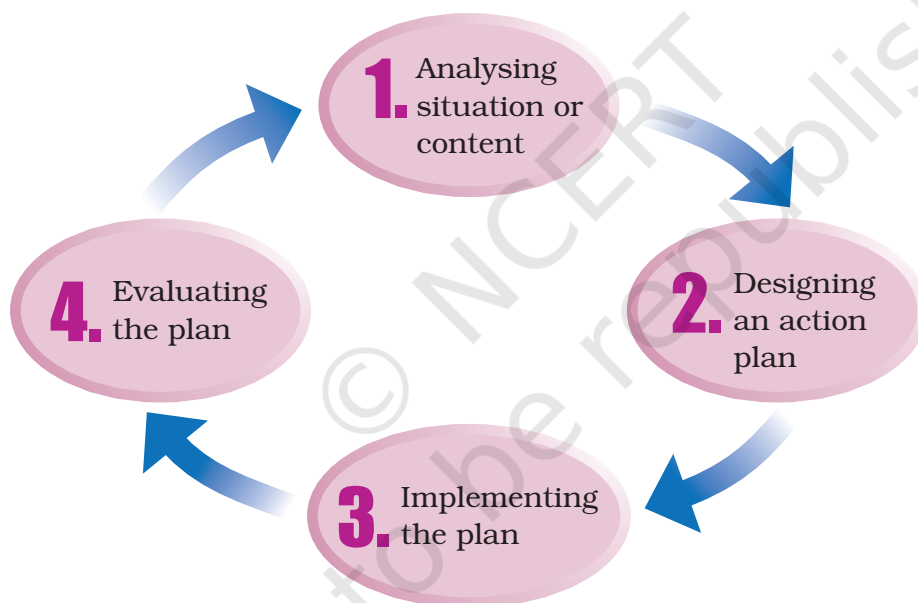 1. Analysing
situation or
content
2. Designing
an action
plan
3. Implementing
the plan
4. Evaluating
the plan
© NCERT
to be republis